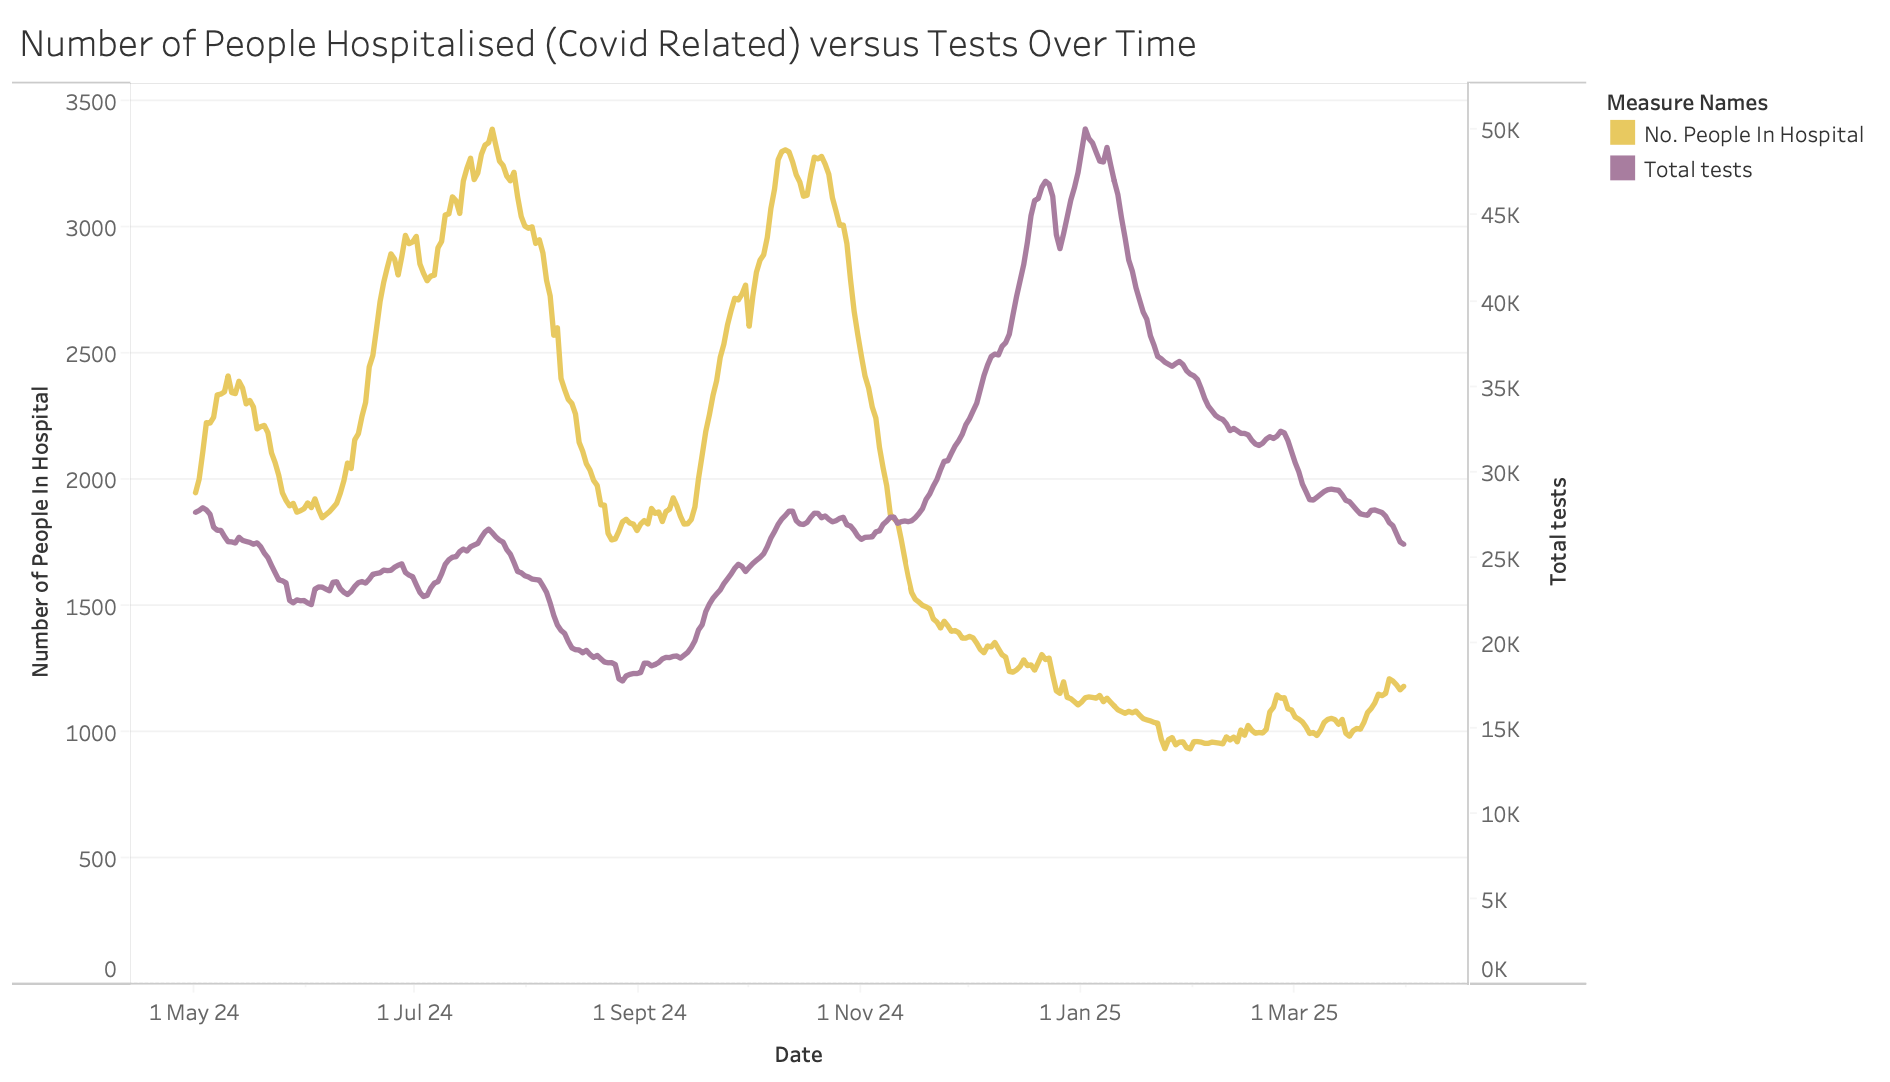 Number of People Hospitalised (Covid Related) versus Tests Over Time
Number of People In Hospital
3500
3000
2500
2000
1500
1000
500
0
50K
45K
40K
35K
30K
25K
20K
15K
10K
5K
0K
Total tests
1 May 24
1 Jul 24
1 Sept 24
1 Nov 24
1 Jan 25
1 Mar 25
Date
Measure Names
No. People In Hospital
Total tests